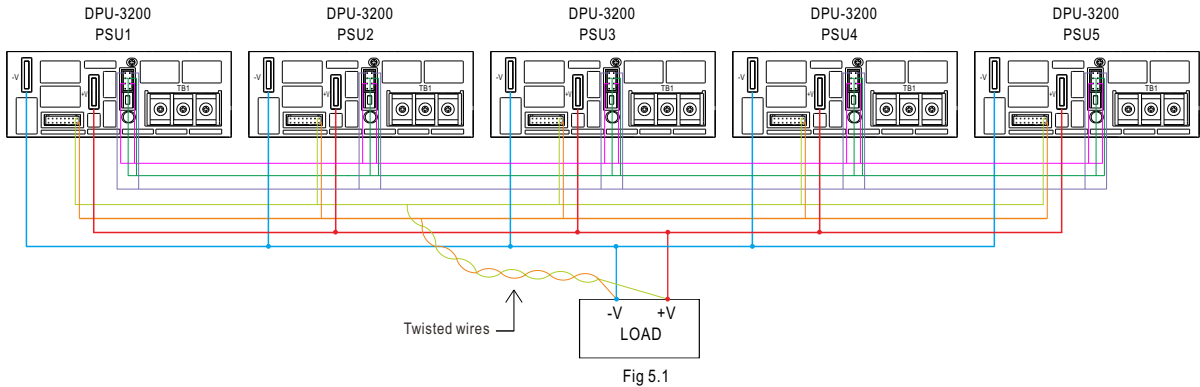 DPU-3200 DPU-3200 DPU-3200 DPU-3200 DPU-3200
PSU1 PSU2 PSU3 PSU4 PSU5
-V -V -V -V -V
+V TB1 +V TB1 +V TB1 +V TB1 +V TB1
-V +V
LOAD
Twisted wires
Fig 5.1